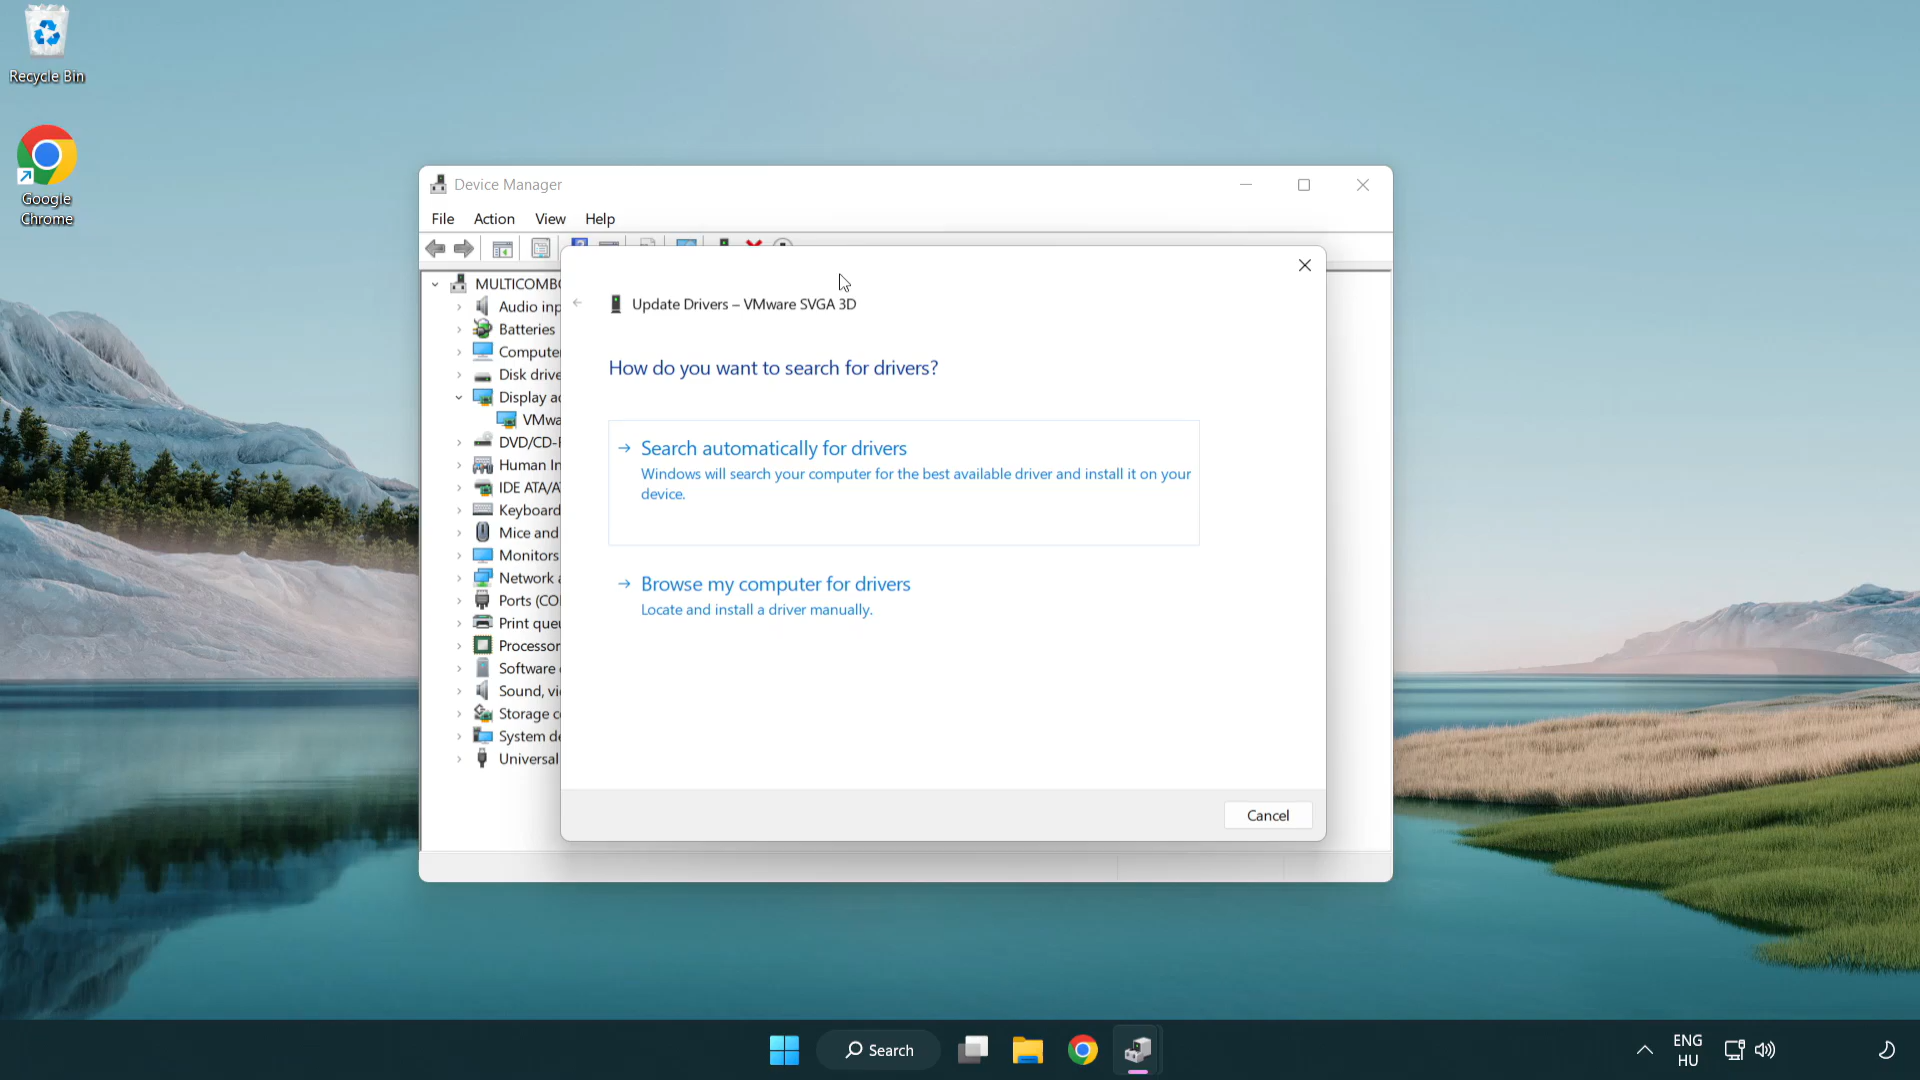 Recycle Bin
Google
Chrome
Device Manager
File Action View Help
MULTICOMBO
Audio inp
Batteries
Compute
Disk drive
Display a
VMwa
DVD/CD-
Human In
IDE ATA/A
Keyboard
Mice and
Monitors
Network a
Ports (CO
Print que
Processor
Software
Sound, vi
Storage c
System de
Universal
Update Drivers – VMware SVGA 3D
How do you want to search for drivers?
Search automatically for drivers
Windows will search your computer for the best available driver and install it on your
device.
Browse my computer for drivers
Locate and install a driver manually.
Cancel
Search
ENG
HU